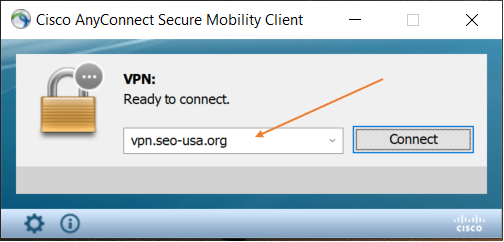 Cisco AnyConnect Secure Mobility Client
VPN:
Ready to connect.
vpn.seo-usa.org
Connect
cisco